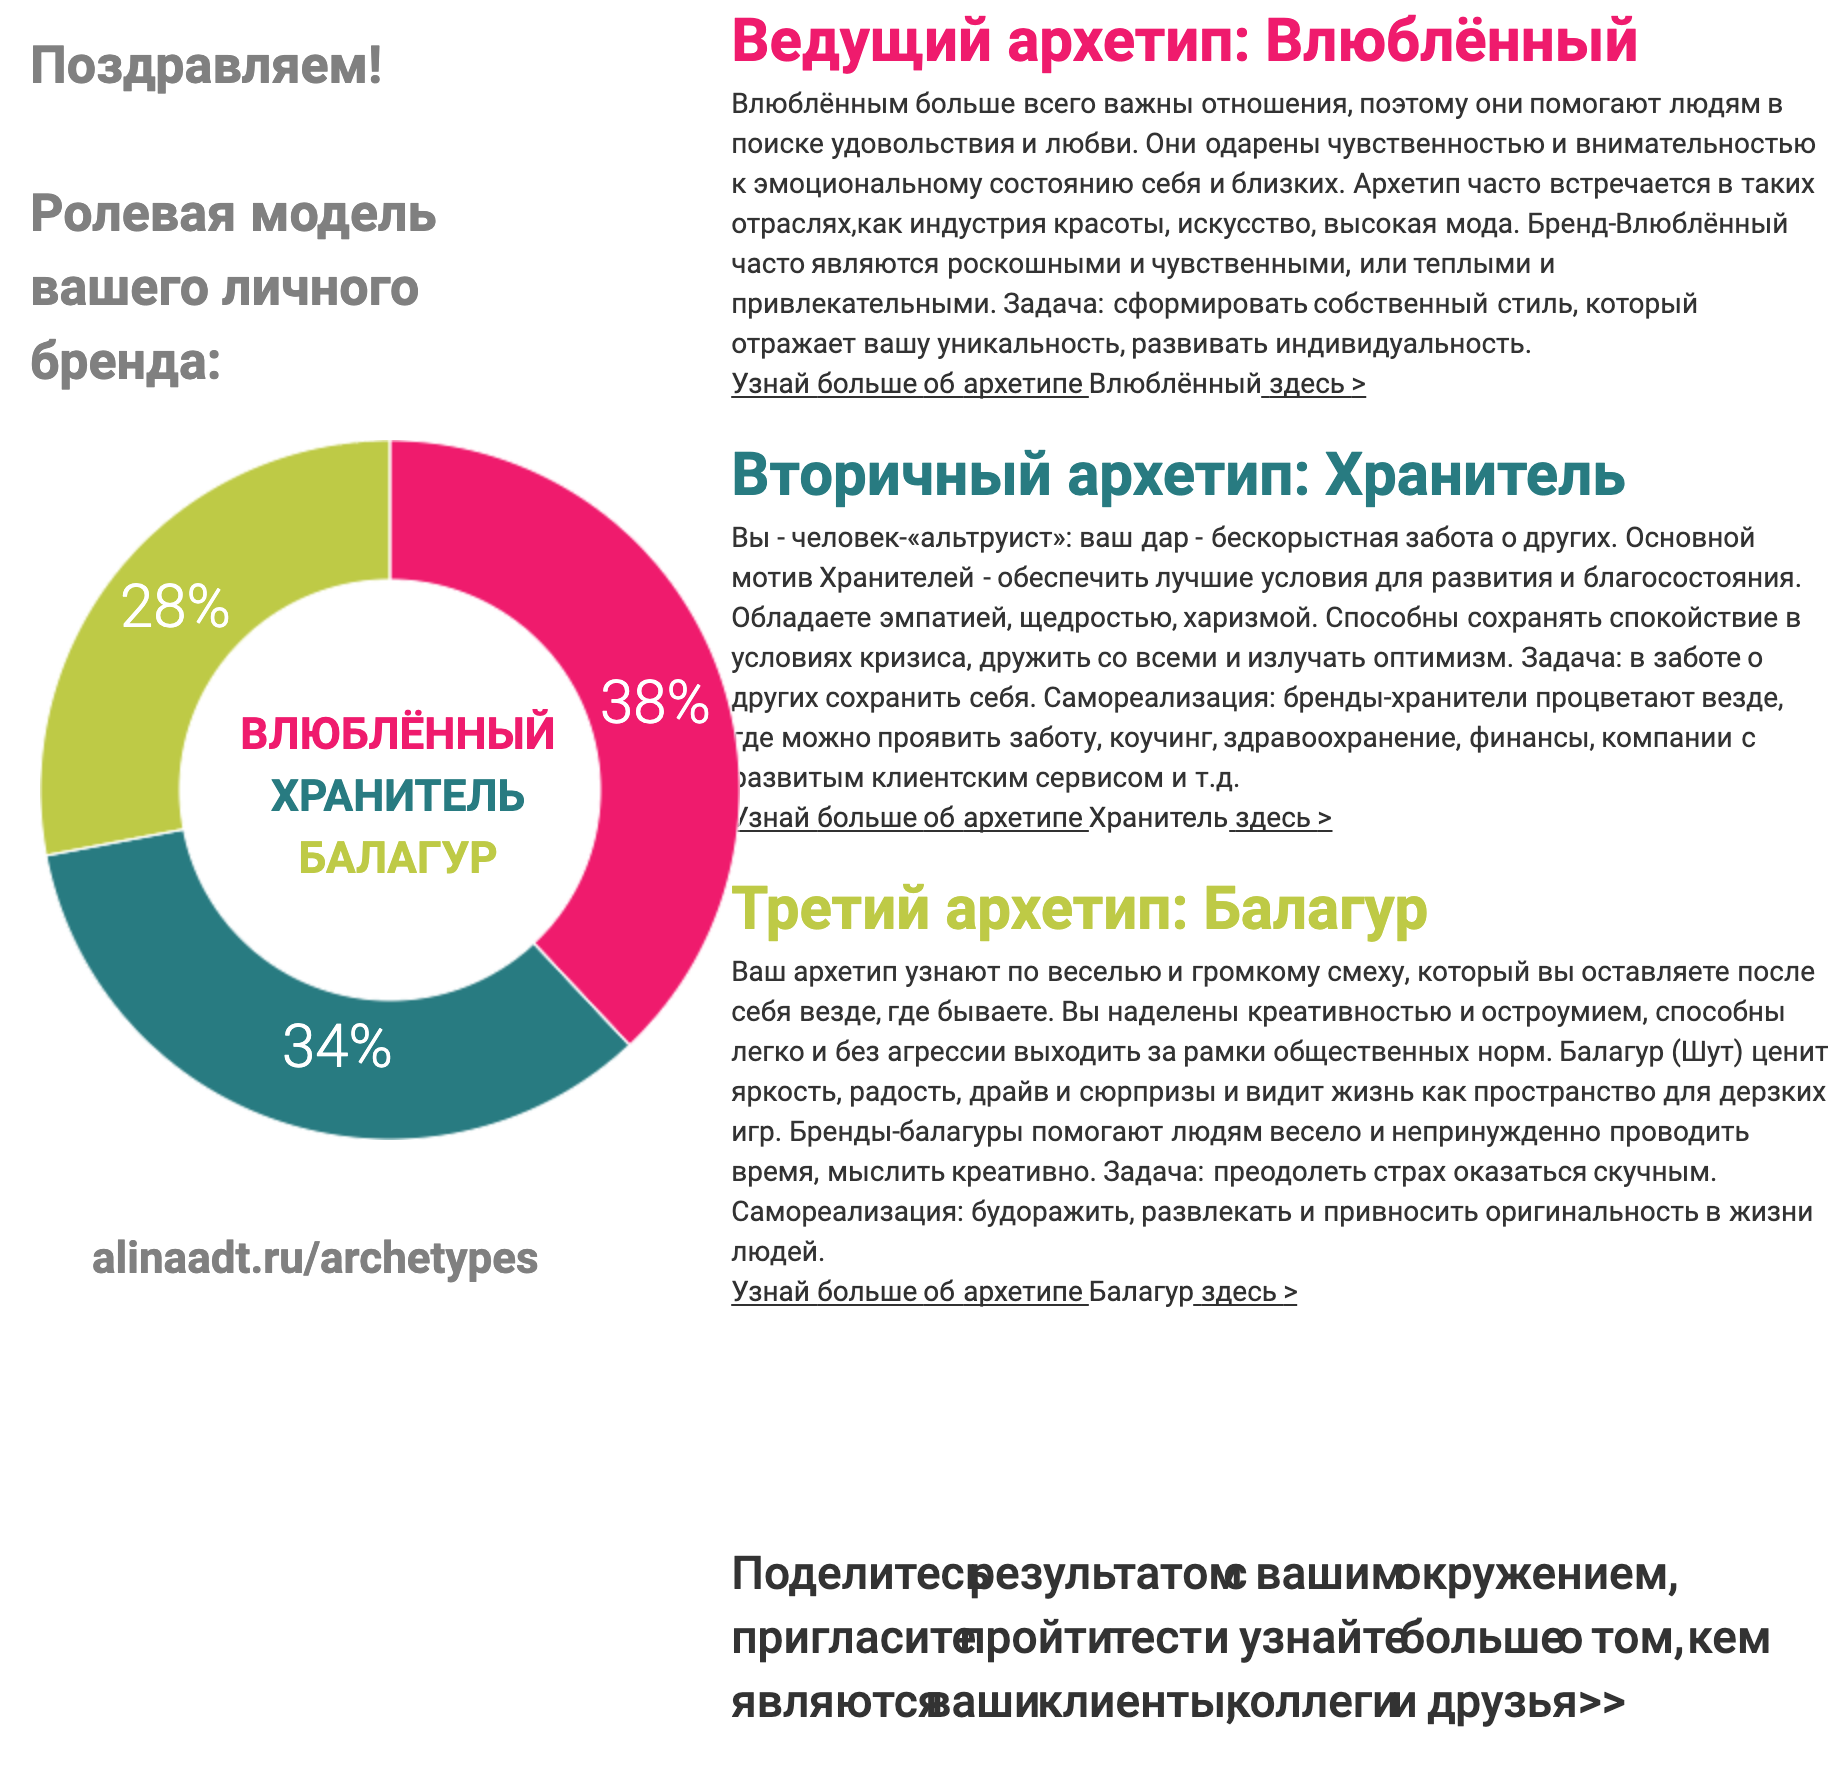 Поздравляем!
Ролевая модель
вашего личного
бренда:
28%
38%
ВЛЮБЛЁННЫЙ
ХРАНИТЕЛЬ
БАЛАГУР
34%
alinaadt.ru/archetypes
Ведущий архетип: Влюблённый
Влюблённым больше всего важны отношения, поэтому они помогают людям в
поиске удовольствия и любви. Они одарены чувственностью и внимательностью
к эмоциональному состоянию себя и близких. Архетип часто встречается в таких
отраслях,как индустрия красоты, искусство, высокая мода. Бренд-Влюблённый
часто являются роскошными и чувственными, или теплыми и
привлекательными. Задача: сформировать собственный стиль, который
отражает вашу уникальность, развивать индивидуальность.
Узнай больше об архетипе Влюблённый здесь >
Вторичный архетип: Хранитель
Вы - человек-«альтруист»: ваш дар - бескорыстная забота о других. Основной
мотив Хранителей - обеспечить лучшие условия для развития и благосостояния.
Обладаете эмпатией, щедростью, харизмой. Способны сохранять спокойствие в
условиях кризиса, дружить со всеми и излучать оптимизм. Задача: в заботе о
других сохранить себя. Самореализация: бренды-хранители процветают везде,
где можно проявить заботу, коучинг, здравоохранение, финансы, компании с
развитым клиентским сервисом и т.д.
Узнай больше об архетипе Хранитель здесь >
Третий архетип: Балагур
Ваш архетип узнают по веселью и громкому смеху, который вы оставляете после
себя везде, где бываете. Вы наделены креативностью и остроумием, способны
легко и без агрессии выходить за рамки общественных норм. Балагур (Шут) ценит
яркость, радость, драйв и сюрпризы и видит жизнь как пространство для дерзких
игр. Бренды-балагуры помогают людям весело и непринужденно проводить
время, мыслить креативно. Задача: преодолеть страх оказаться скучным.
Самореализация: будоражить, развлекать и привносить оригинальность в жизни
людей.
Узнай больше об архетипе Балагур здесь >
Поделитесь результатом с вашим окружением,
пригласите пройти тест и узнайте больше о том, кем
являются ваши клиенты, коллеги и друзья>>